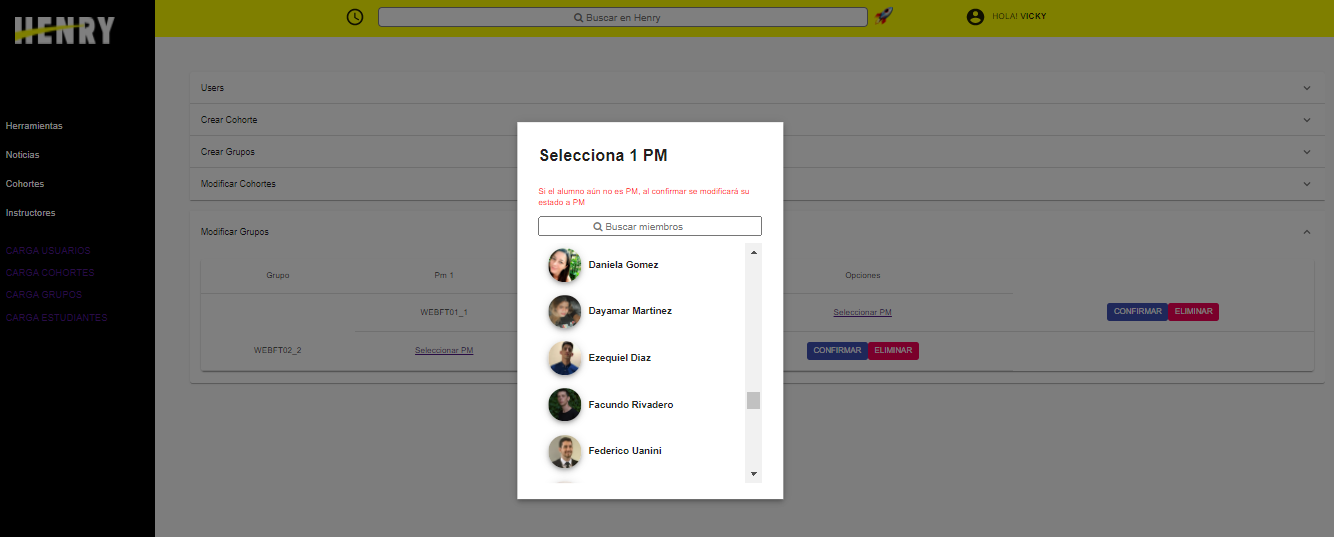 HENRY
Buscar en Henry
HOLA! VICKY
Herramientas
Noticias
Cohortes
Instructores
CARGA USUARIOS
CARGA COHORTES
CARGA GRUPOS
CARGA ESTUDIANTES
Users
Crear Cohorte
Crear Grupos
Modificar Cohortes
Modificar Grupos
Grupo Pm 1 Opciones
WEBFT01_1 Seleccionar PM CONFIRMAR ELIMINAR
WEBFT02_2 Seleccionar PM CONFIRMAR ELIMINAR
Selecciona 1 PM
Si el alumno aún no es PM, al confirmar se modificará su
estado a PM
Buscar miembros
Daniela Gomez
Dayamar Martinez
Ezequiel Diaz
Facundo Rivadero
Federico Uanini